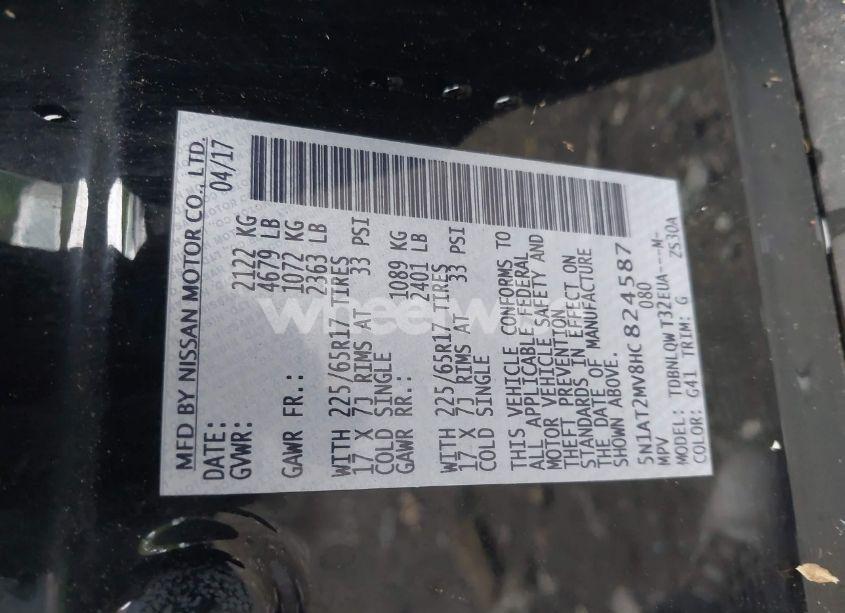 MFD BY NISSAN MOTOR CO., LTD.
DATE: 04/17
GVWR: 2122 KG
4679 LB
GAWR FR.: 1072 KG
2363 LB
WITH 225/65R17 TIRES
17 X 7J RIMS AT 33 PSI
COLD SINGLE
GAWR RR.: 1089 KG
2401 LB
WITH 225/65R17 TIRES
17 X 7J RIMS AT 33 PSI
COLD SINGLE
THIS VEHICLE CONFORMS TO
ALL APPLICABLE FEDERAL
MOTOR VEHICLE SAFETY AND
THEFT PREVENTION
STANDARDS IN EFFECT ON
THE DATE OF MANUFACTURE
SHOWN ABOVE.
5N1AT2MV8HC824587
MPV 080
MODEL: TDBNLQWT32EUA---M-
COLOR: G41 TRIM: G ZS30A